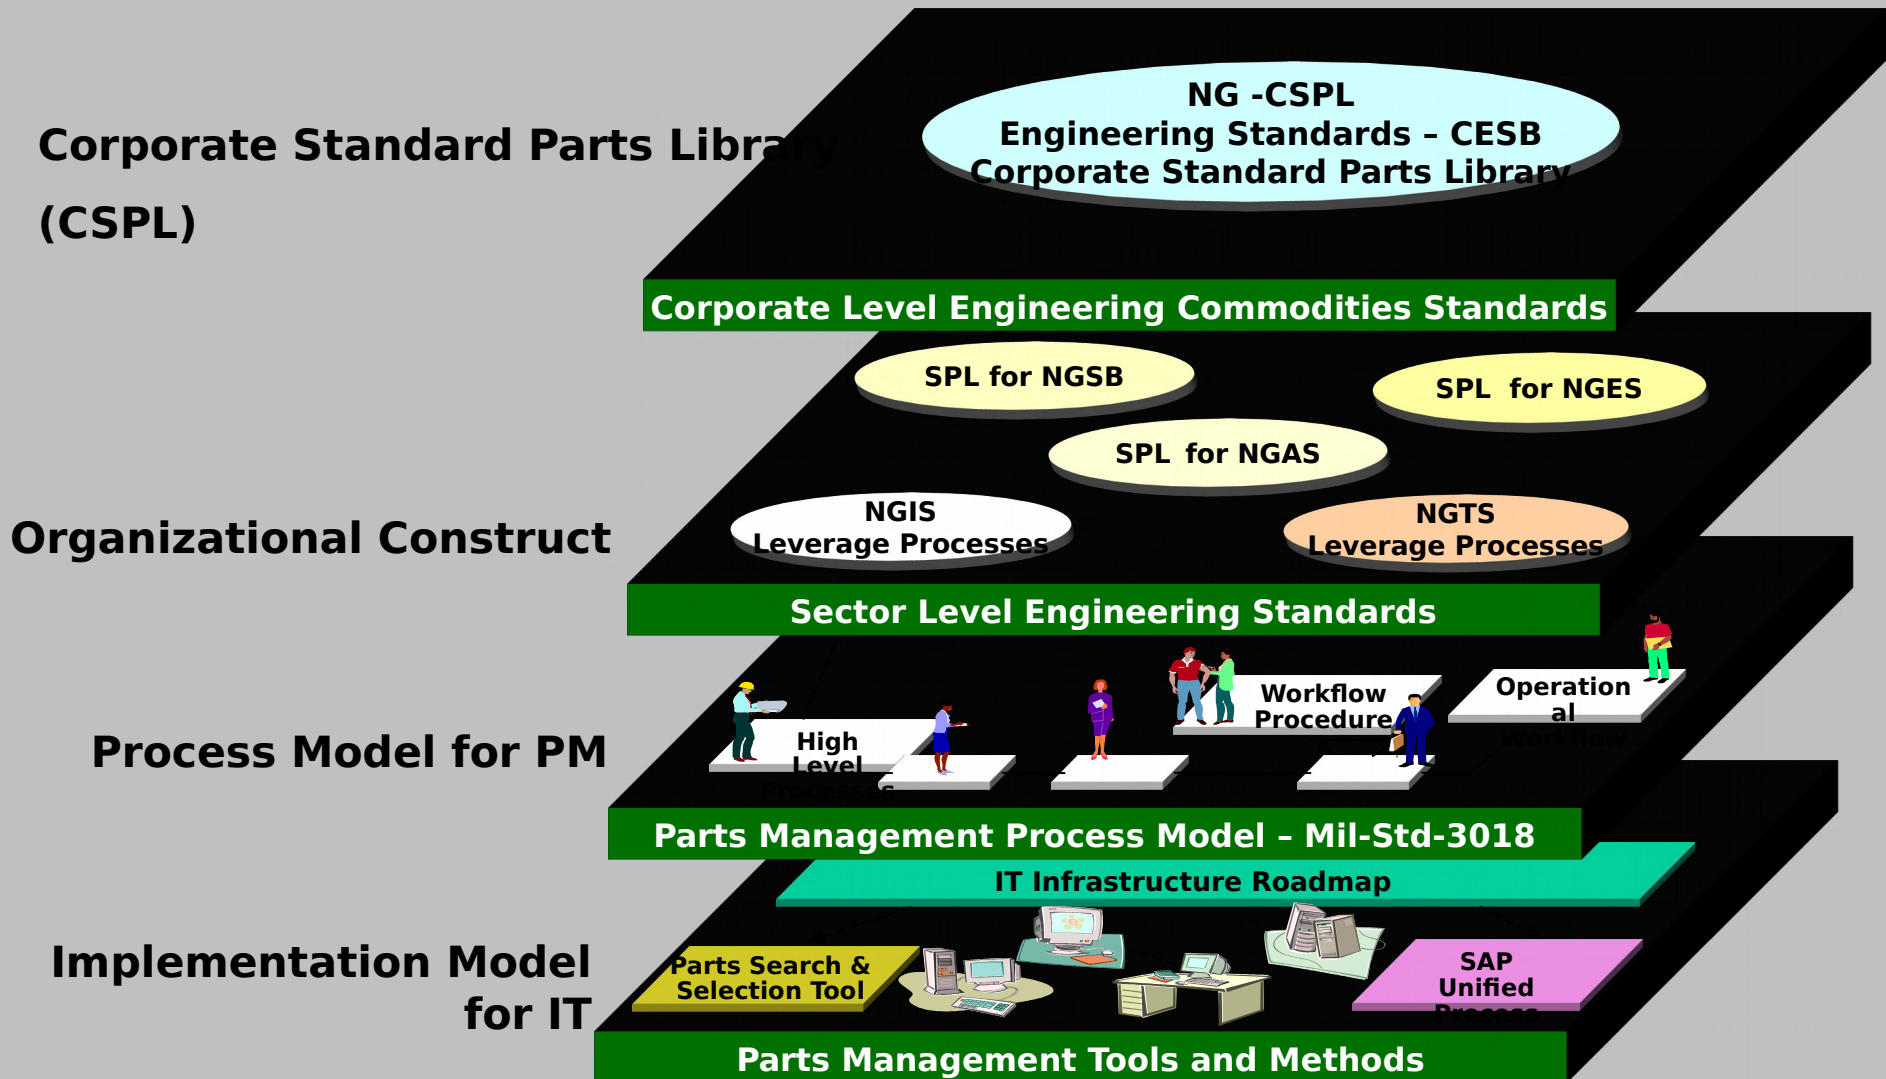 Corporate Standard Parts Library
(CSPL)
NG -CSPL
Engineering Standards – CESB
Corporate Standard Parts Library
Corporate Level Engineering Commodities Standards
SPL for NGSB
SPL for NGES
SPL for NGAS
Organizational Construct
NGIS
Leverage Processes
NGTS
Leverage Processes
Sector Level Engineering Standards
Process Model for PM
High
Level
Processes
Workflow
Procedure
Operation
al
Workflow
Parts Management Process Model – Mil-Std-3018
IT Infrastructure Roadmap
Implementation Model
for IT
Parts Search &
Selection Tool
SAP
Unified
Process
Parts Management Tools and Methods